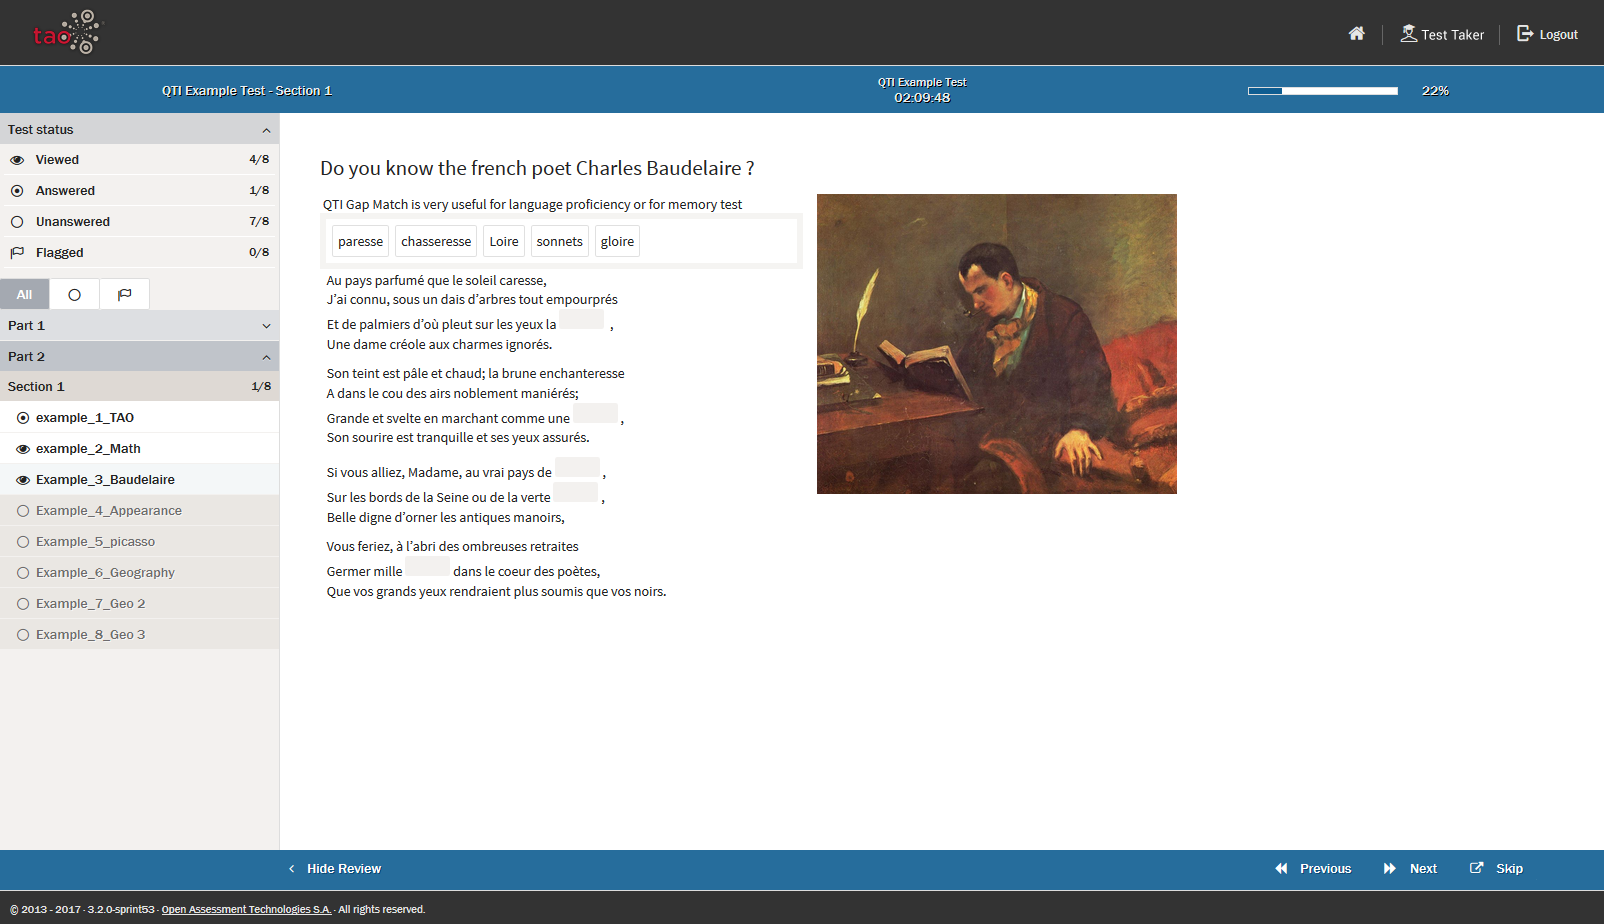 tao
Test Taker
Logout
QTI Example Test - Section 1
QTI Example Test
02:09:48
22%
Test status
Viewed 4/8
Answered 1/8
Unanswered 7/8
Flagged 0/8
All
Part 1
Part 2
Section 1 1/8
example_1_TAO
example_2_Math
Example_3_Baudelaire
Example_4_Appearance
Example_5_picasso
Example_6_Geography
Example_7_Geo 2
Example_8_Geo 3
Do you know the french poet Charles Baudelaire ?
QTI Gap Match is very useful for language proficiency or for memory test
paresse chasseresse Loire sonnets gloire
Au pays parfumé que le soleil caresse,
J’ai connu, sous un dais d’arbres tout empourprés
Et de palmiers d’où pleut sur les yeux la ,
Une dame créole aux charmes ignorés.
Son teint est pâle et chaud; la brune enchanteresse
A dans le cou des airs noblement maniérés;
Grande et svelte en marchant comme une ,
Son sourire est tranquille et ses yeux assurés.
Si vous alliez, Madame, au vrai pays de ,
Sur les bords de la Seine ou de la verte ,
Belle digne d’orner les antiques manoirs,
Vous feriez, à l’abri des ombreuses retraites
Germer mille dans le coeur des poètes,
Que vos grands yeux rendraient plus soumis que vos noirs.
Hide Review
Previous
Next
Skip
© 2013 - 2017 · 3.2.0-sprint53 · Open Assessment Technologies S.A. · All rights reserved.